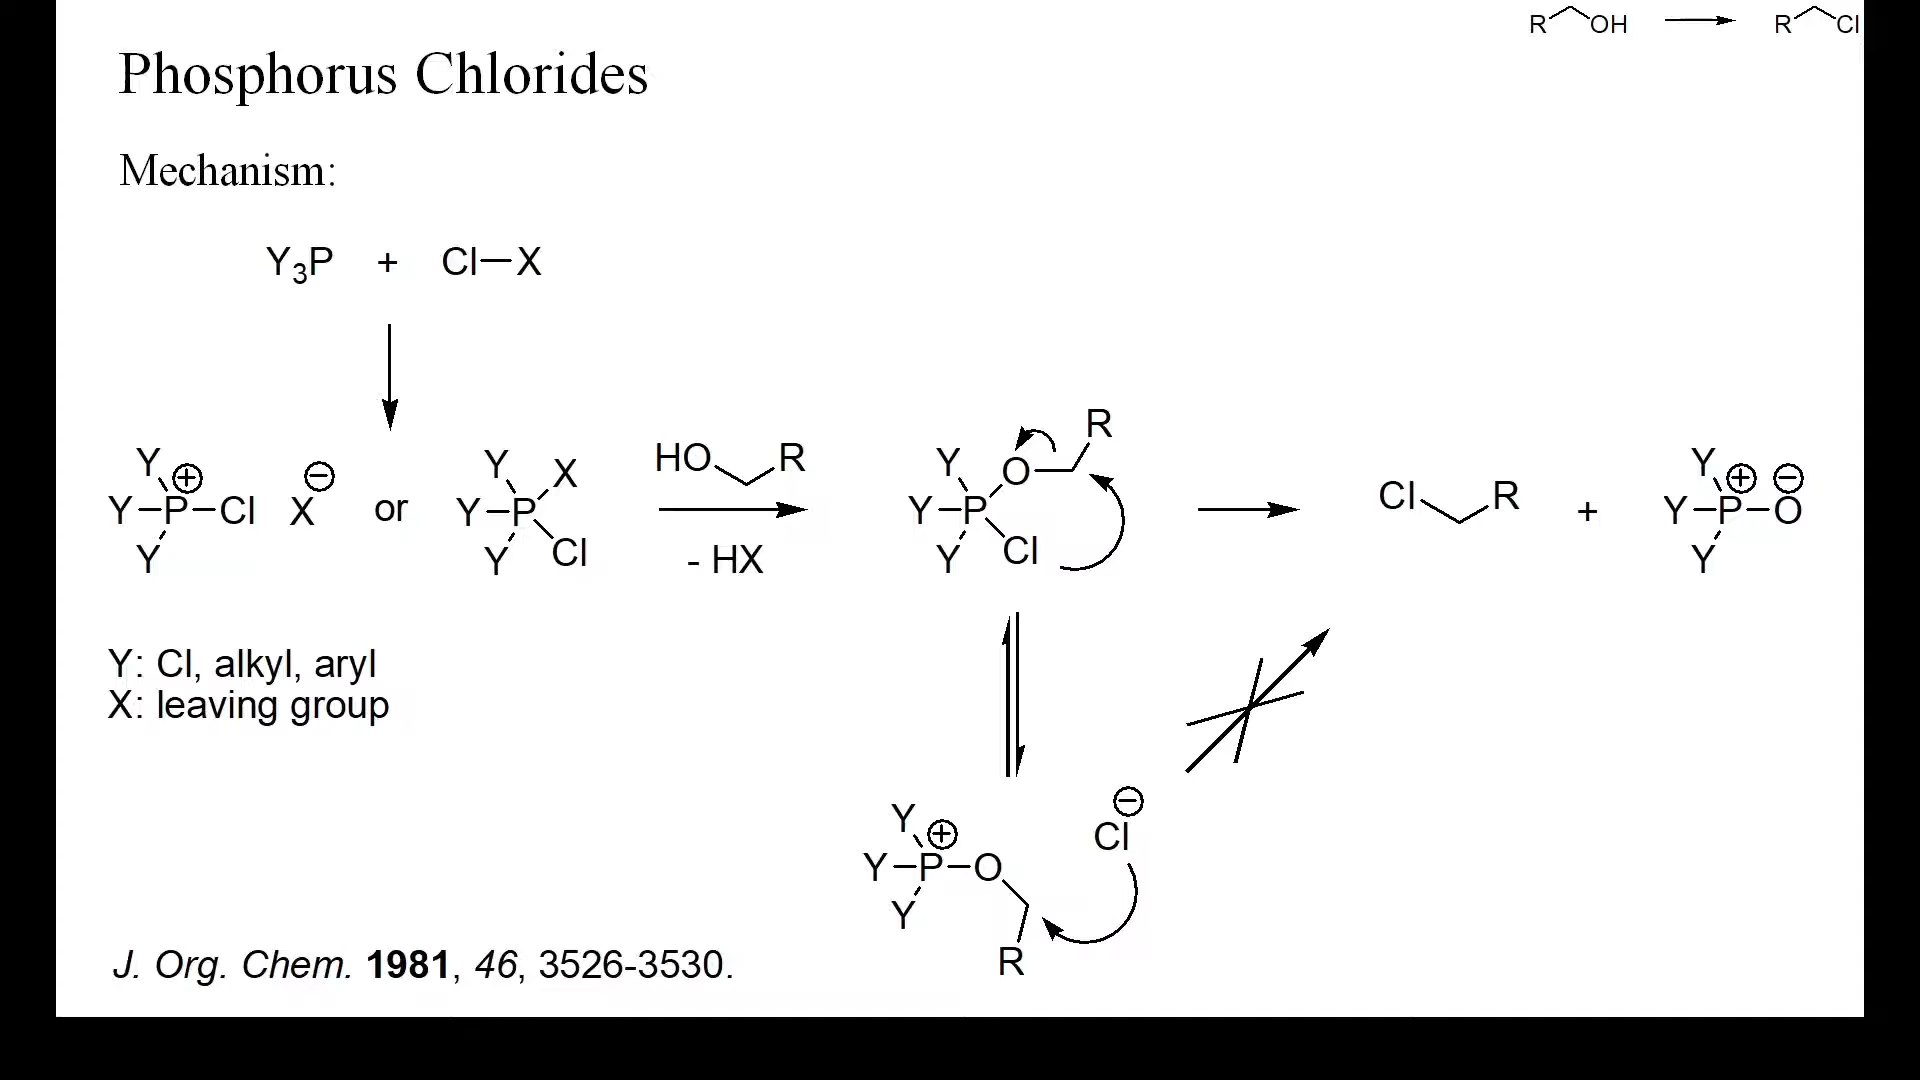 R OH → R Cl
Phosphorus Chlorides
Mechanism:
Y₃P + Cl—X
Y Y P ⊕ Cl Y X ⊖ or Y Y P X Cl Y HO R - HX Y Y P O R Cl Y Cl R + Y Y P ⊕ O ⊖ Y
Y: Cl, alkyl, aryl
X: leaving group
Y Y P ⊕ O R Y Cl ⊖
J. Org. Chem. 1981, 46, 3526-3530.